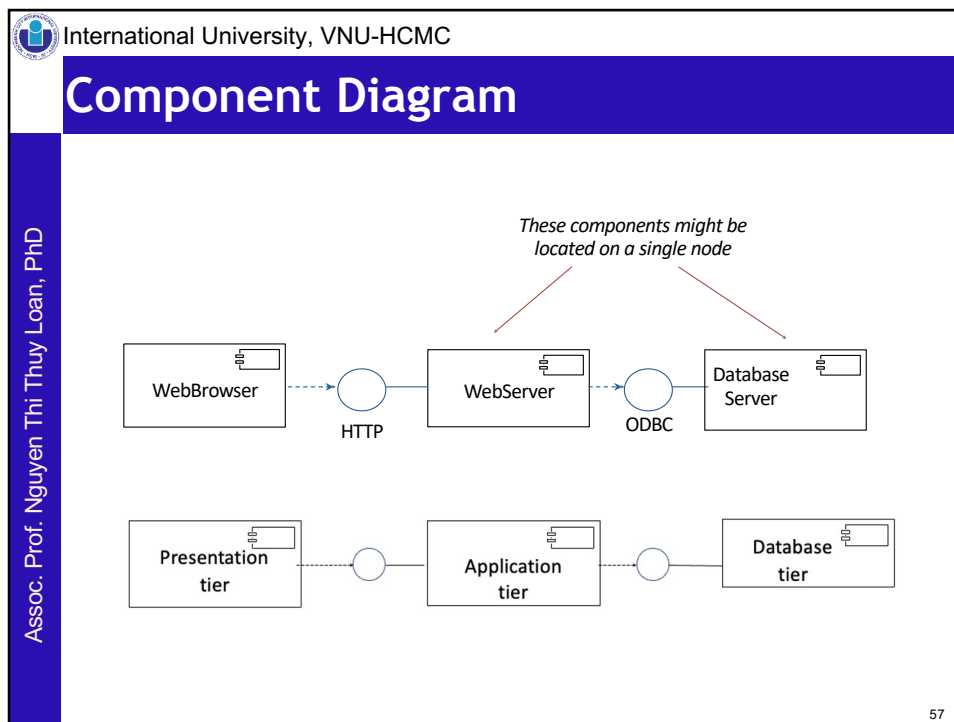 International University, VNU-HCMC
Component Diagram
Assoc. Prof. Nguyen Thi Thuy Loan, PhD
These components might be
located on a single node
WebBrowser
HTTP
WebServer
ODBC
Database
Server
Presentation
tier
Application
tier
Database
tier
57